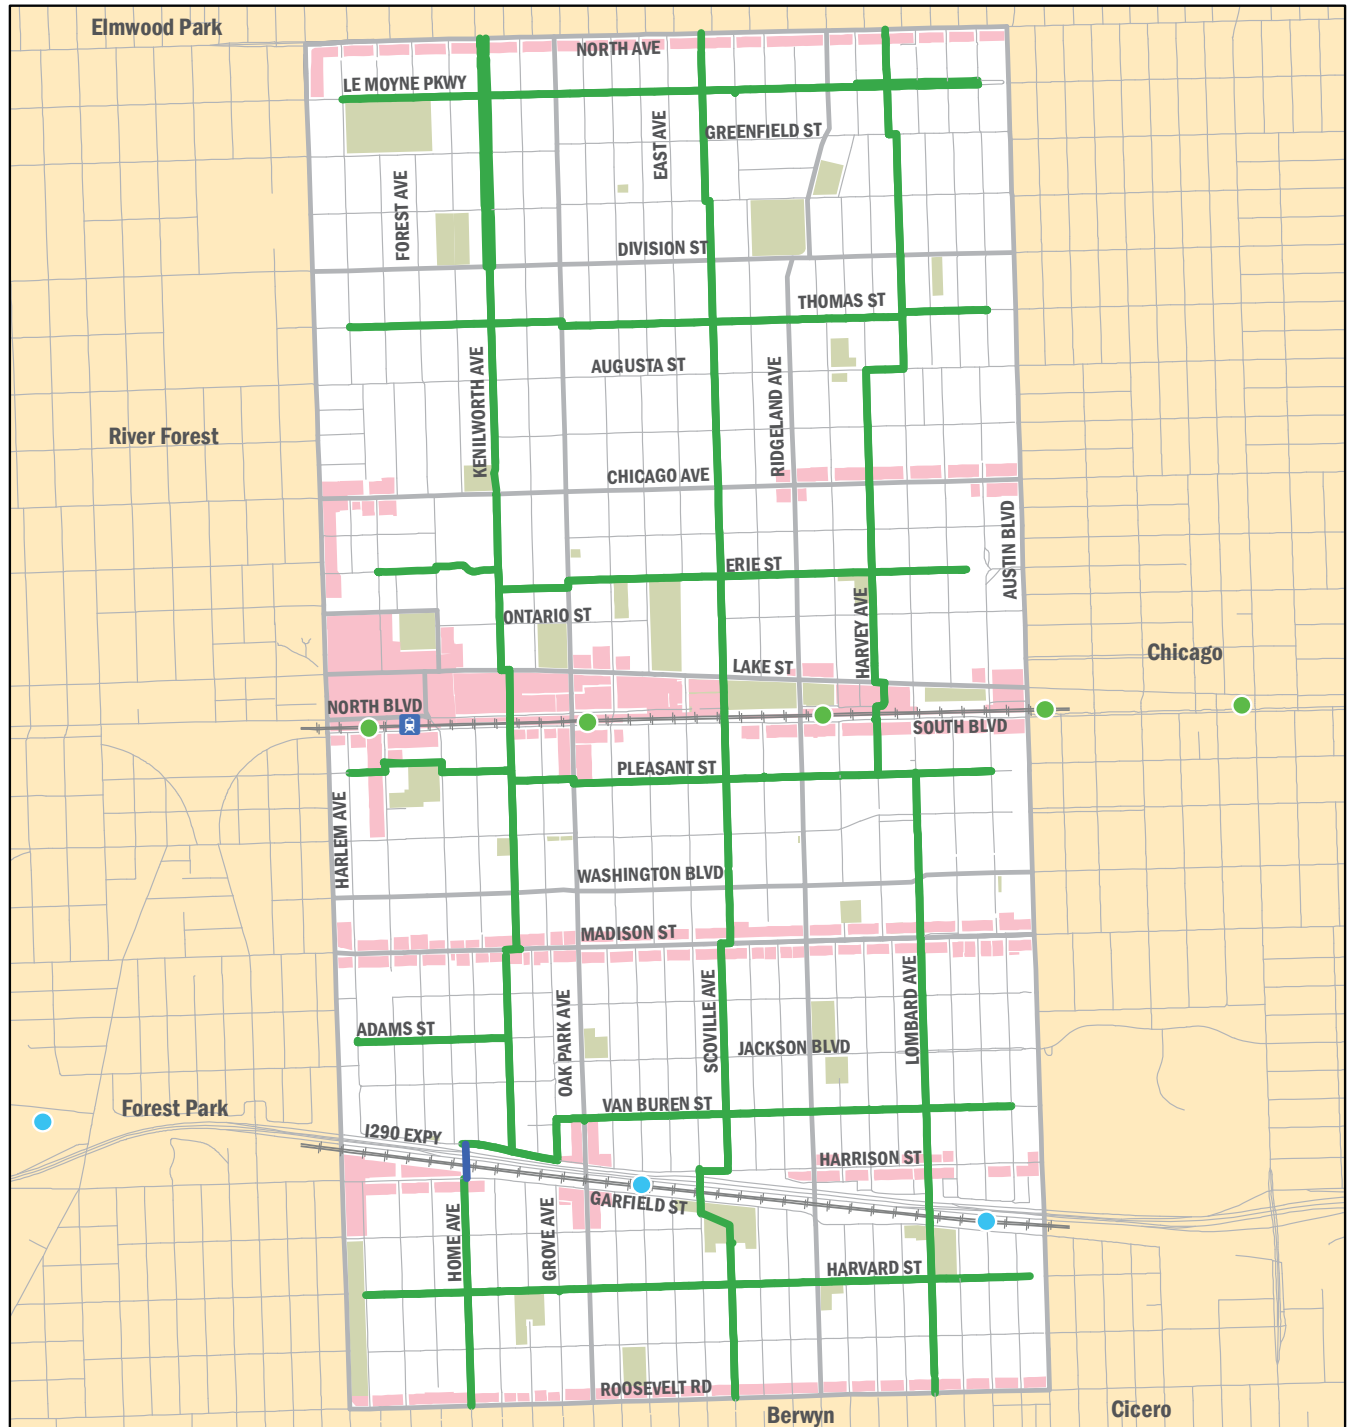 Elmwood Park
NORTH AVE
LE MOYNE PKWY
EAST AVE
GREENFIELD ST
FOREST AVE
DIVISION ST
THOMAS ST
KENILWORTH AVE
AUGUSTA ST
RIDGELAND AVE
River Forest
CHICAGO AVE
AUSTIN BLVD
ERIE ST
HARVEY AVE
ONTARIO ST
LAKE ST
Chicago
NORTH BLVD
SOUTH BLVD
PLEASANT ST
HARLEM AVE
WASHINGTON BLVD
MADISON ST
OAK PARK AVE
SCOVILLE AVE
LOMBARD AVE
ADAMS ST
JACKSON BLVD
Forest Park
VAN BUREN ST
I290 EXPY
HARRISON ST
GARFIELD ST
HOME AVE
GROVE AVE
HARVARD ST
ROOSEVELT RD
Berwyn
Cicero